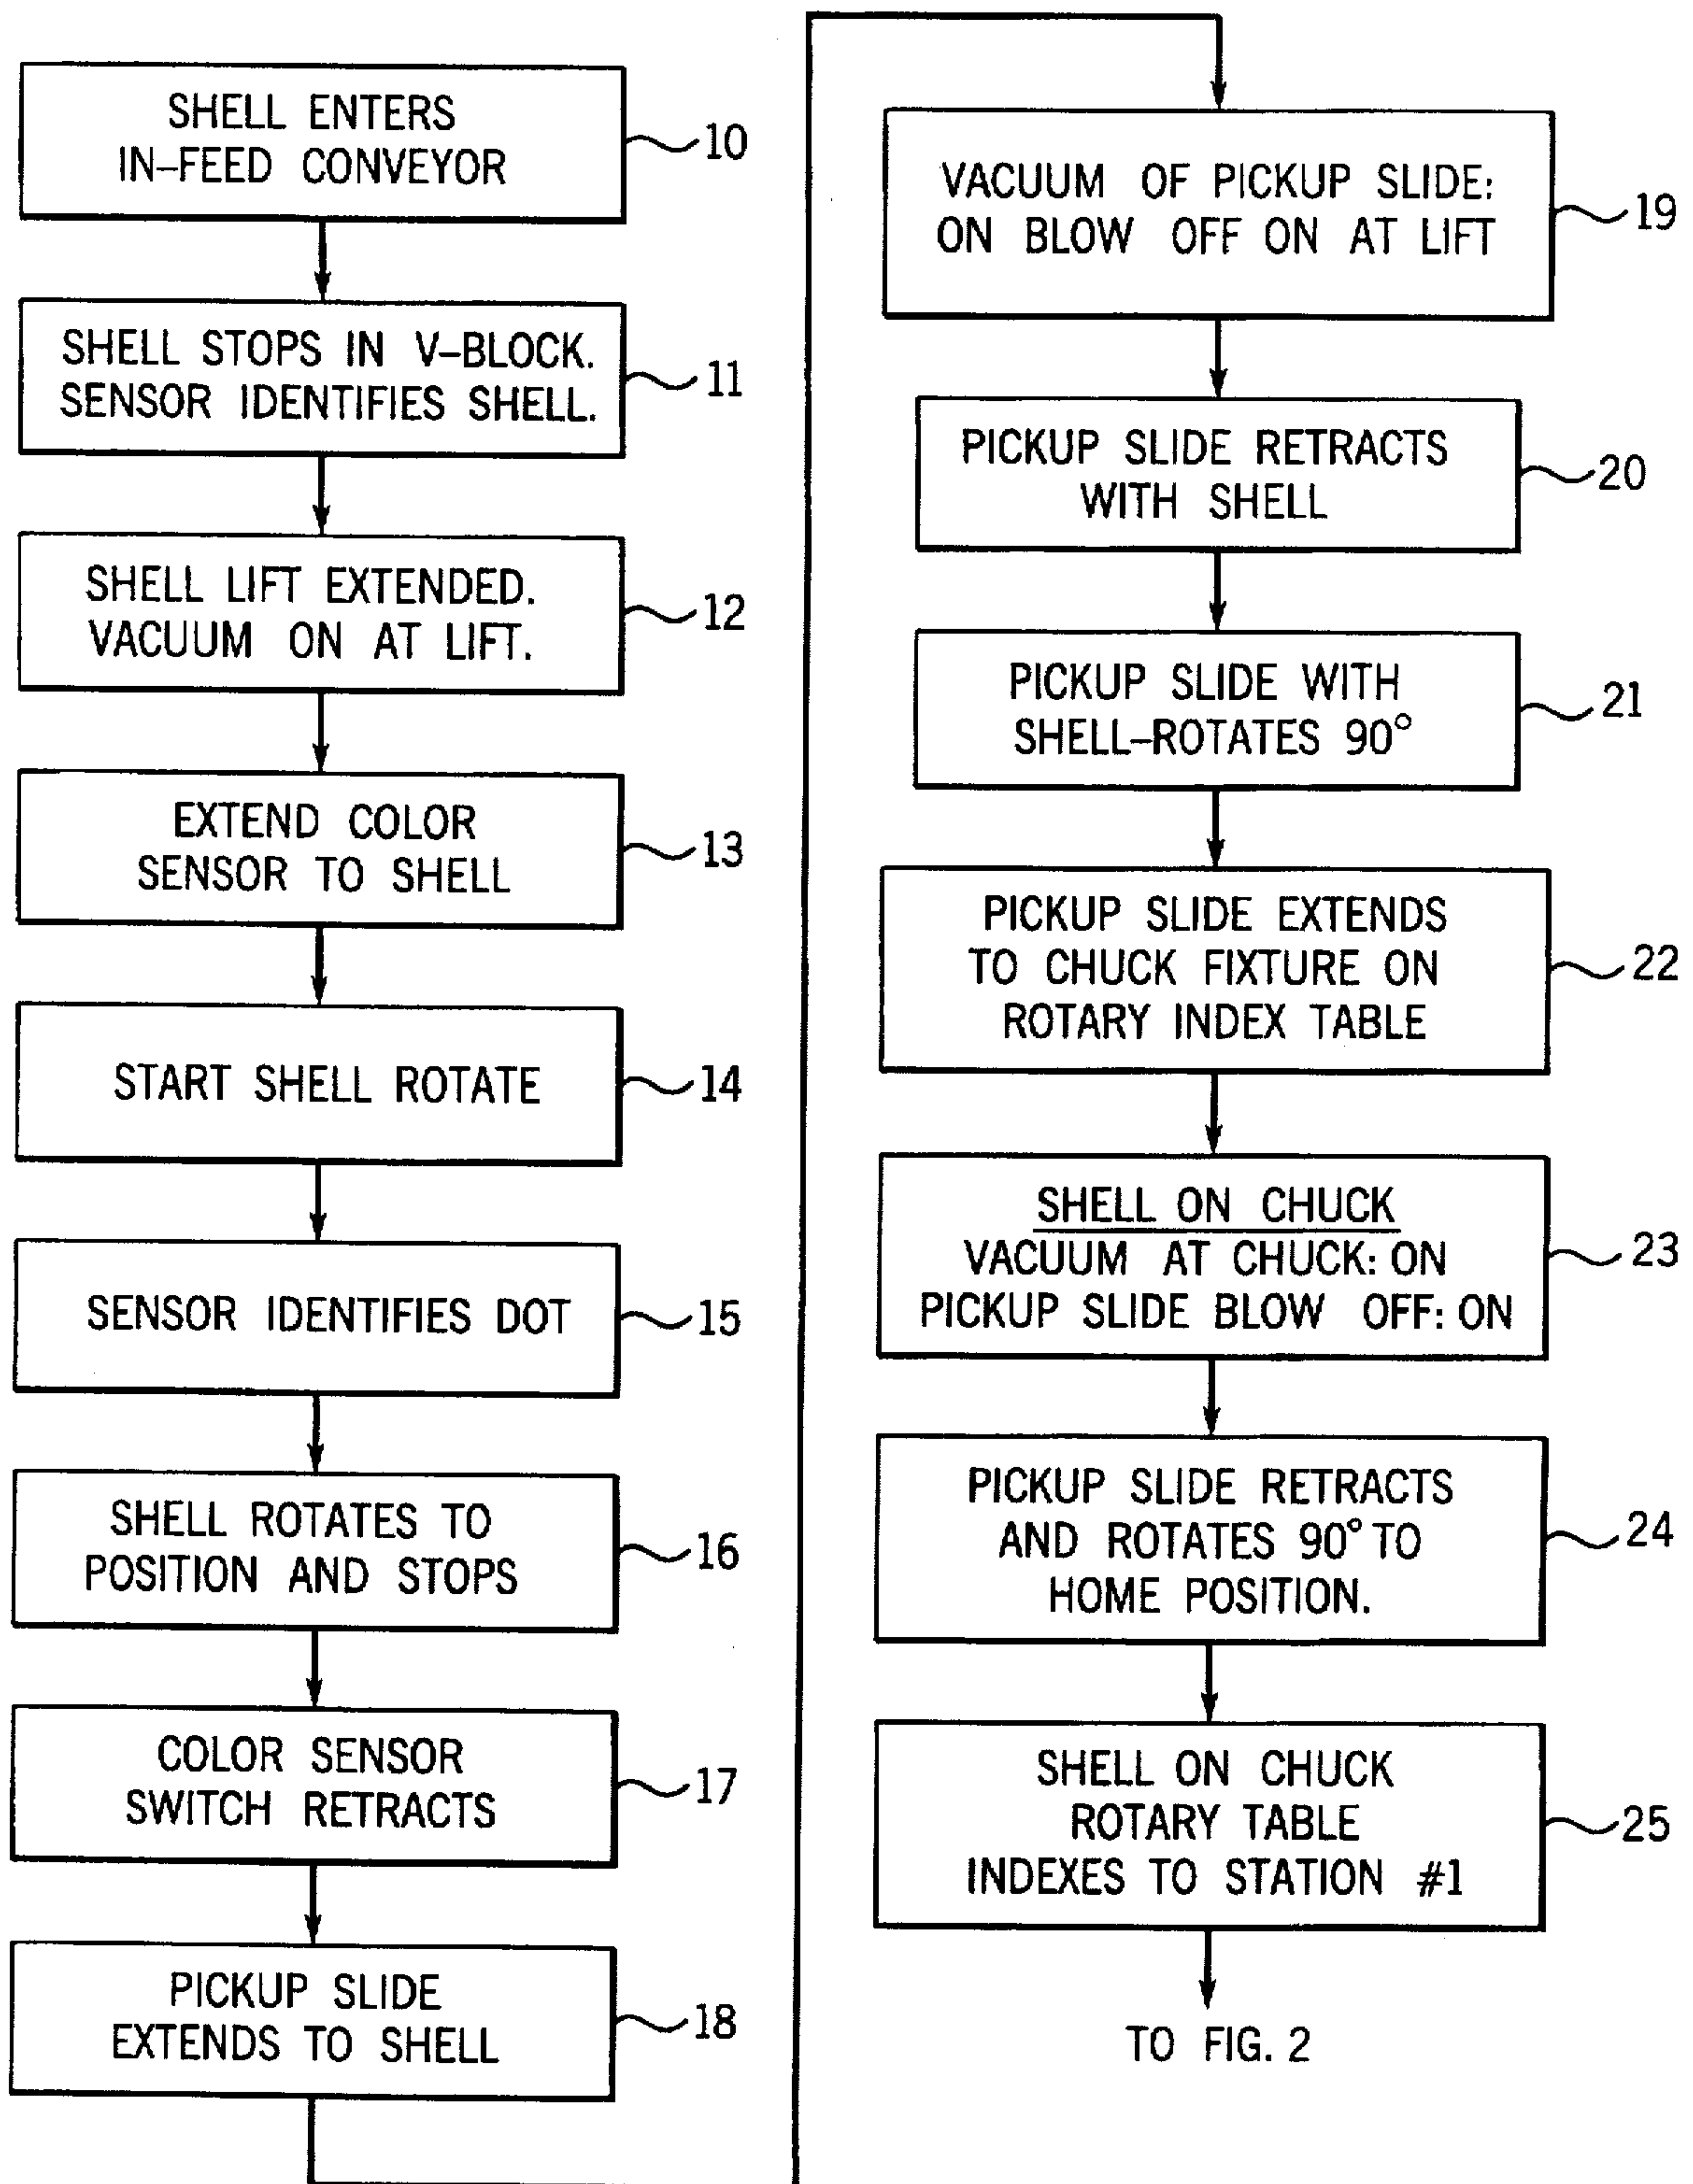 SHELL ENTERS
IN-FEED CONVEYOR
10
SHELL STOPS IN V-BLOCK.
SENSOR IDENTIFIES SHELL.
11
SHELL LIFT EXTENDED.
VACUUM ON AT LIFT.
12
EXTEND COLOR
SENSOR TO SHELL
13
START SHELL ROTATE
14
SENSOR IDENTIFIES DOT
15
SHELL ROTATES TO
POSITION AND STOPS
16
COLOR SENSOR
SWITCH RETRACTS
17
PICKUP SLIDE
EXTENDS TO SHELL
18
VACUUM OF PICKUP SLIDE:
ON BLOW OFF ON AT LIFT
19
PICKUP SLIDE RETRACTS
WITH SHELL
20
PICKUP SLIDE WITH
SHELL-ROTATES 90°
21
PICKUP SLIDE EXTENDS
TO CHUCK FIXTURE ON
ROTARY INDEX TABLE
22
SHELL ON CHUCK
VACUUM AT CHUCK: ON
PICKUP SLIDE BLOW OFF: ON
23
PICKUP SLIDE RETRACTS
AND ROTATES 90° TO
HOME POSITION.
24
SHELL ON CHUCK
ROTARY TABLE
INDEXES TO STATION #1
25
TO FIG. 2